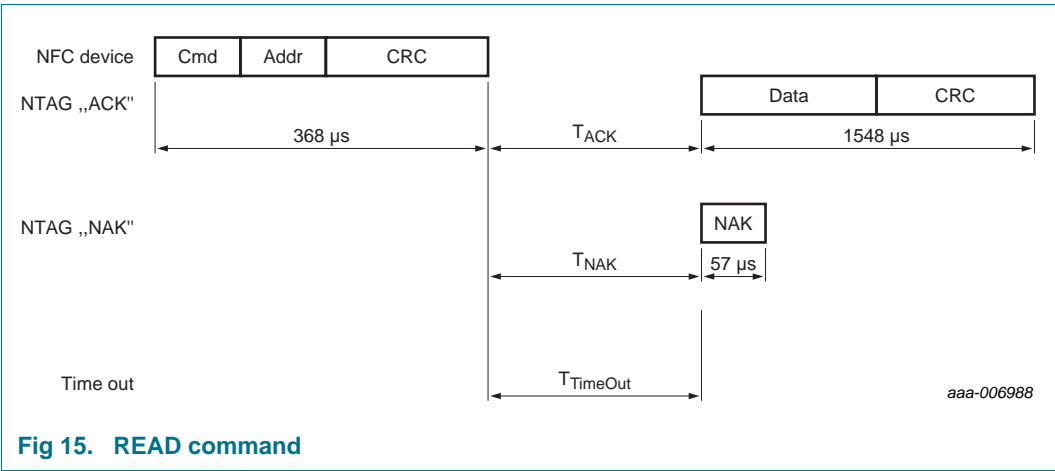 NFC device Cmd Addr CRC
NTAG ,,ACK" Data CRC
368 µs TACK 1548 µs
NTAG ,,NAK" NAK
TNAK 57 µs
Time out TTimeOut aaa-006988
Fig 15. READ command